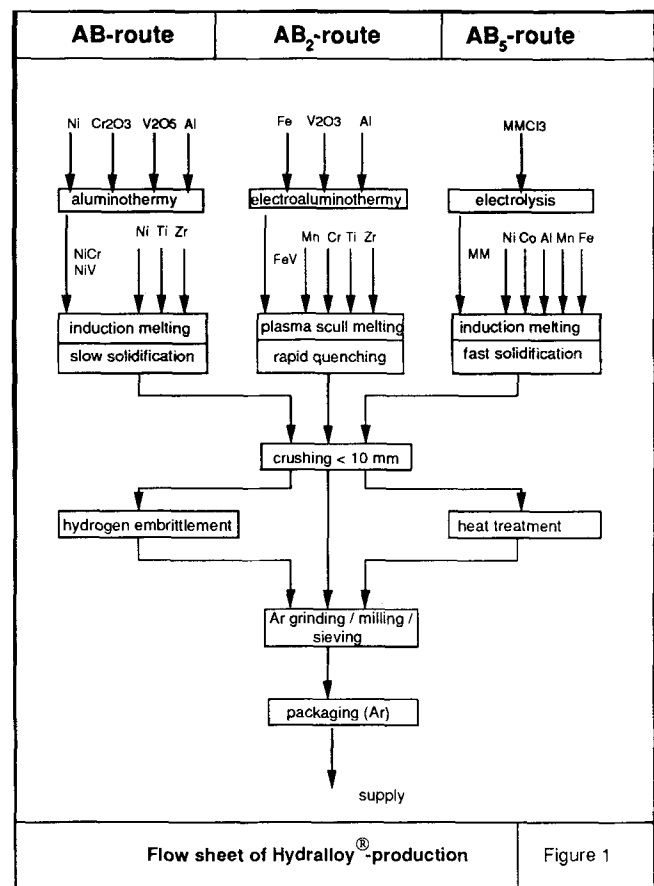 AB-route AB2-route AB5-route
Ni Cr2O3 V2O5 Al
Fe V2O3 Al
MMCl3
aluminothermy
electroaluminothermy
electrolysis
NiCr
NiV
Ni Ti Zr
FeV
Mn Cr Ti Zr
MM
Ni Co Al Mn Fe
induction melting
slow solidification
plasma scull melting
rapid quenching
induction melting
fast solidification
crushing < 10 mm
hydrogen embrittlement
heat treatment
Ar grinding / milling /
sieving
packaging (Ar)
supply
Flow sheet of Hydralloy®-production
Figure 1